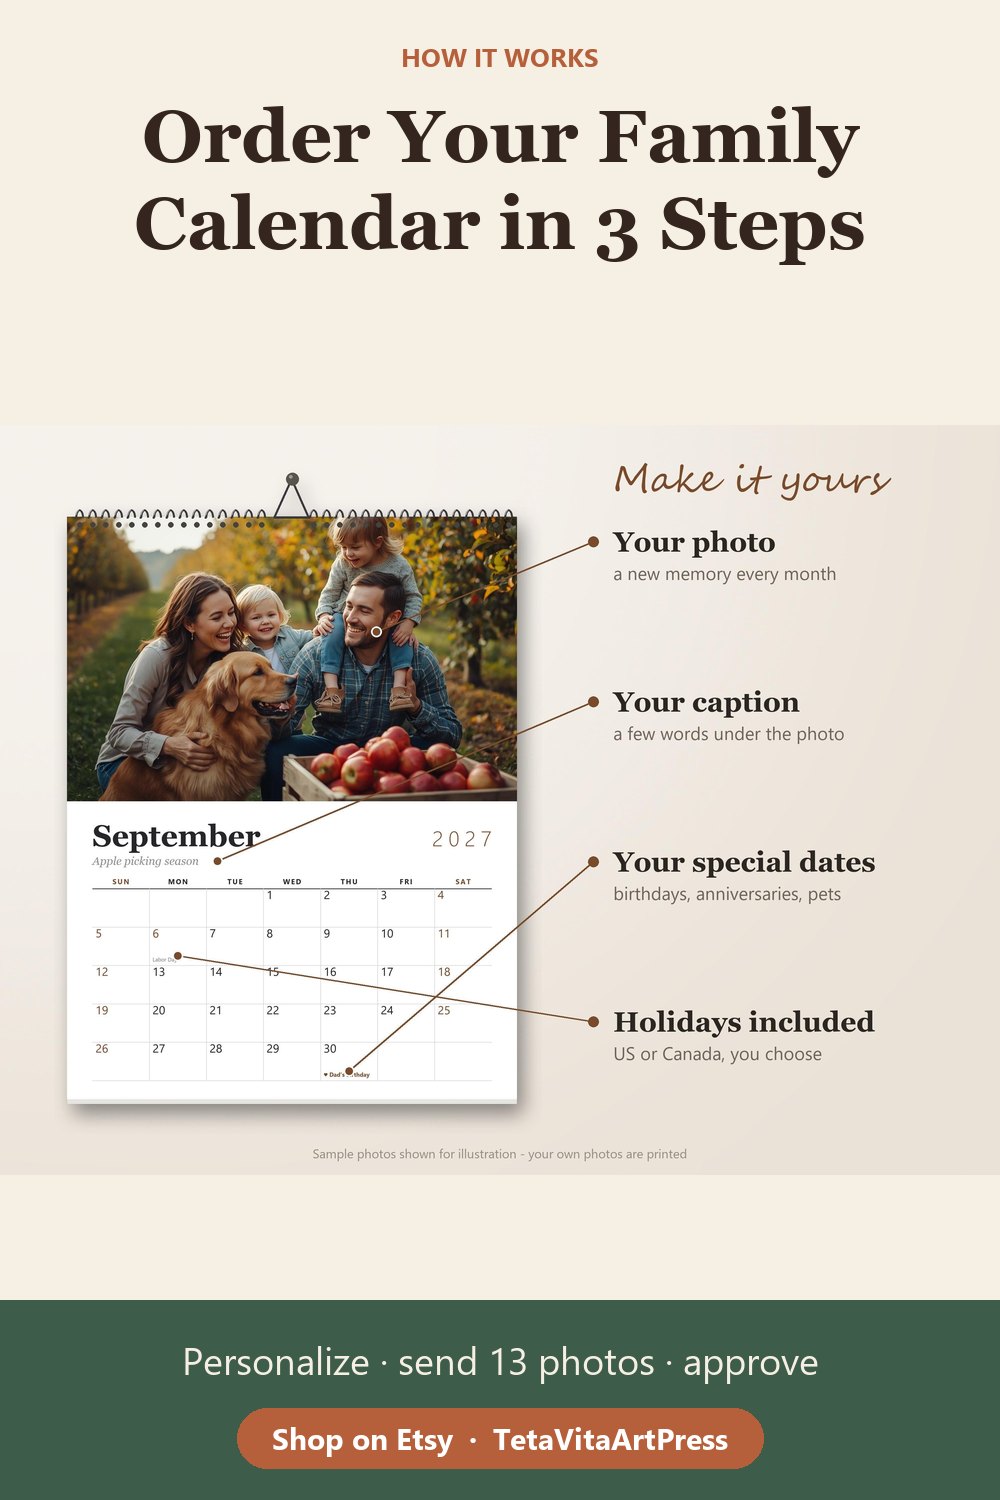 HOW IT WORKS
Order Your Family
Calendar in 3 Steps
Make it yours
Your photo
a new memory every month
Your caption
a few words under the photo
September
2027
Apple picking season
SUN MON TUE WED THU FRI SAT
1 2 3 4
5 6 7 8 9 10 11
Labor Day
12 13 14 15 16 17 18
19 20 21 22 23 24 25
26 27 28 29 30
♥ Dad's thday
Your special dates
birthdays, anniversaries, pets
Holidays included
US or Canada, you choose
Sample photos shown for illustration - your own photos are printed
Personalize · send 13 photos · approve
Shop on Etsy · TetaVitaArtPress